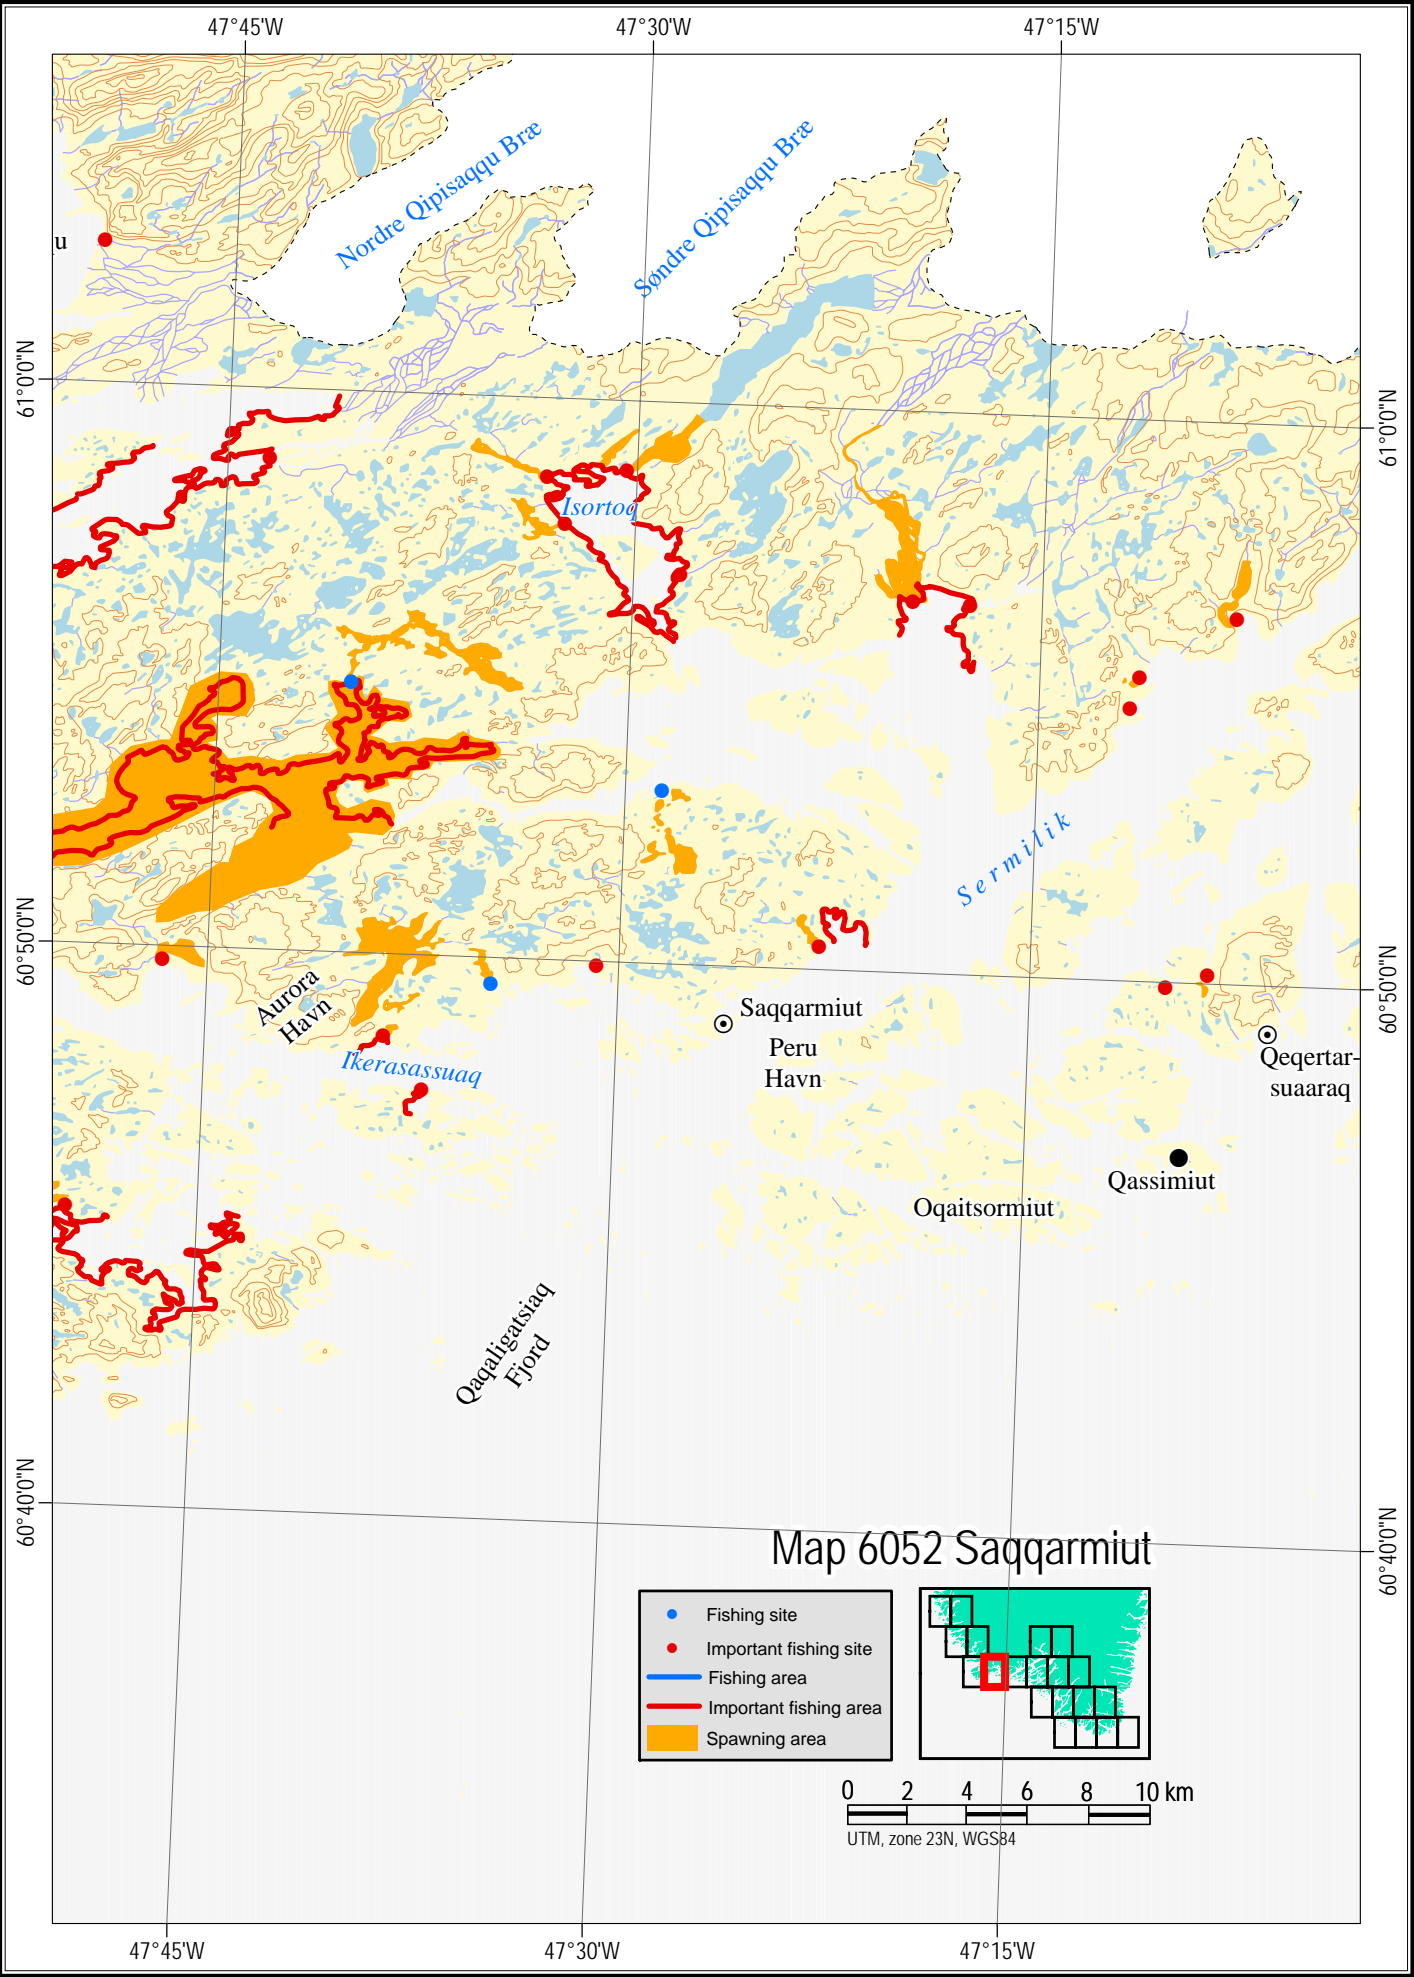 47°45'W
47°30'W
47°15'W
Nordre Qipisaqqu Bræ
Søndre Qipisaqqu Bræ
u
61°0'0"N
61°0'0"N
Isortoq
Sermilik
60°50'0"N
60°50'0"N
Aurora
Havn
Saqqarmiut
Peru
Havn
Qeqertar-
suaaraq
Ikerasassuaq
Qassimiut
Oqaitsormiut
Qaqaligatsiaq
Fjord
60°40'0"N
60°40'0"N
Map 6052 Saqqarmiut
Fishing site
Important fishing site
Fishing area
Important fishing area
Spawning area
0 2 4 6 8 10 km
UTM, zone 23N, WGS84
47°45'W
47°30'W
47°15'W